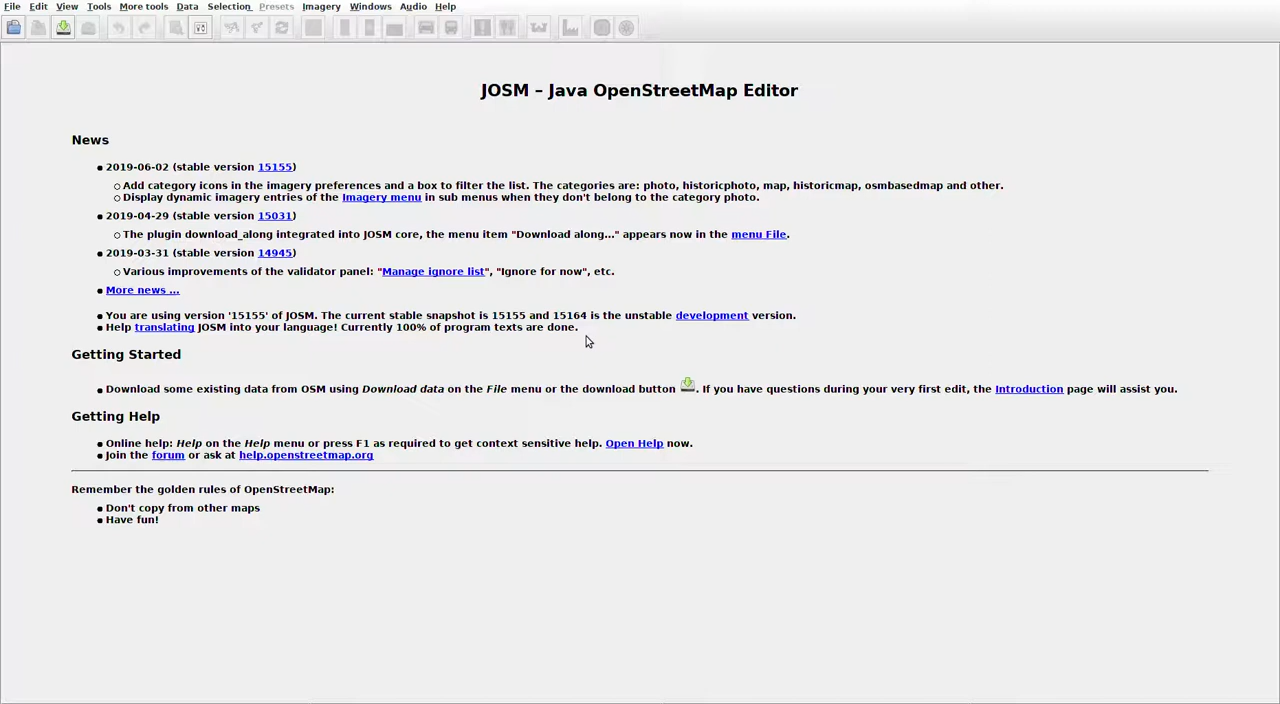 File Edit View Tools More tools Data Selection Presets Imagery Windows Audio Help
JOSM – Java OpenStreetMap Editor
News
2019-06-02 (stable version 15155)
Add category icons in the imagery preferences and a box to filter the list. The categories are: photo, historicphoto, map, historicmap, osmbasedmap and other.
Display dynamic imagery entries of the Imagery menu in sub menus when they don't belong to the category photo.
2019-04-29 (stable version 15031)
The plugin download_along integrated into JOSM core, the menu item "Download along..." appears now in the menu File.
2019-03-31 (stable version 14945)
Various improvements of the validator panel: "Manage ignore list", "Ignore for now", etc.
More news ...
You are using version '15155' of JOSM. The current stable snapshot is 15155 and 15164 is the unstable development version.
Help translating JOSM into your language! Currently 100% of program texts are done.
Getting Started
Download some existing data from OSM using Download data on the File menu or the download button . If you have questions during your very first edit, the Introduction page will assist you.
Getting Help
Online help: Help on the Help menu or press F1 as required to get context sensitive help. Open Help now.
Join the forum or ask at help.openstreetmap.org
Remember the golden rules of OpenStreetMap:
Don't copy from other maps
Have fun!